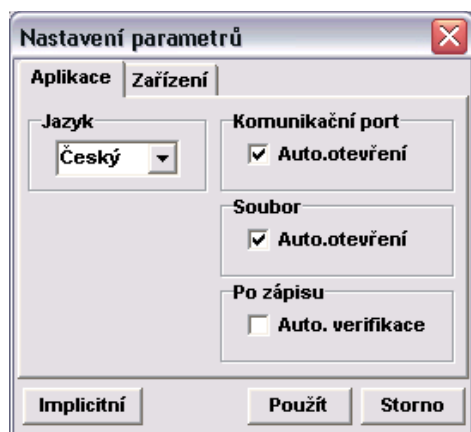 Nastavení parametrů
Aplikace Zařízení
Jazyk
Český
Komunikační port
Auto.otevření
Soubor
Auto.otevření
Po zápisu
Auto. verifikace
Implicitní Použít Storno